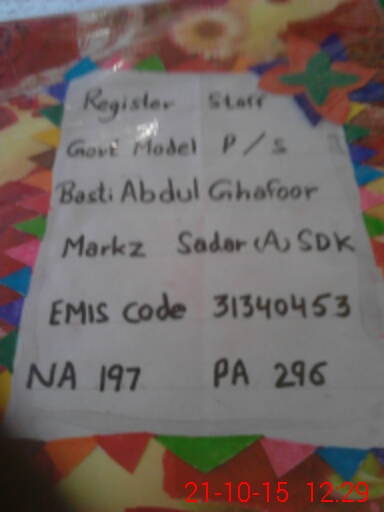 Register Staff
Govt Model P/S
Basti Abdul Ghafoor
Markz Sadar (A) SDK
EMIS code 31340453
NA 197 PA 296
21-10-15 12:29